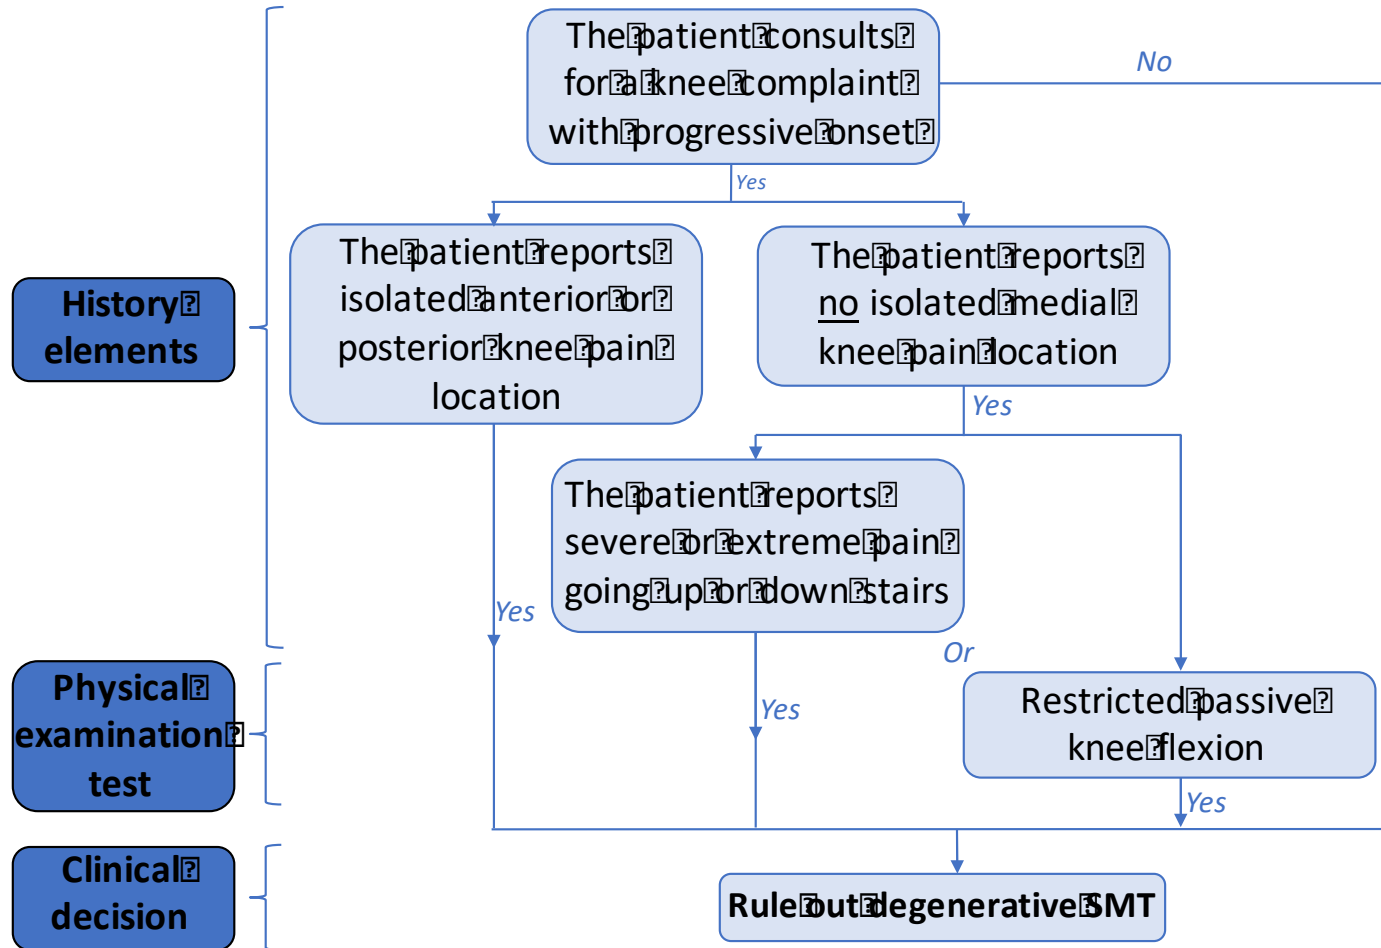 The patient consults
for a knee complaint
with progressive onset
No
Yes
The patient reports
isolated anterior or
posterior knee pain
location
The patient reports
no isolated medial
knee pain location
History
elements
Yes
The patient reports
severe or extreme pain
going up or down stairs
Yes
Or
Physical
examination
test
Restricted passive
knee flexion
Yes
Yes
Clinical
decision
Rule out degenerative SMT